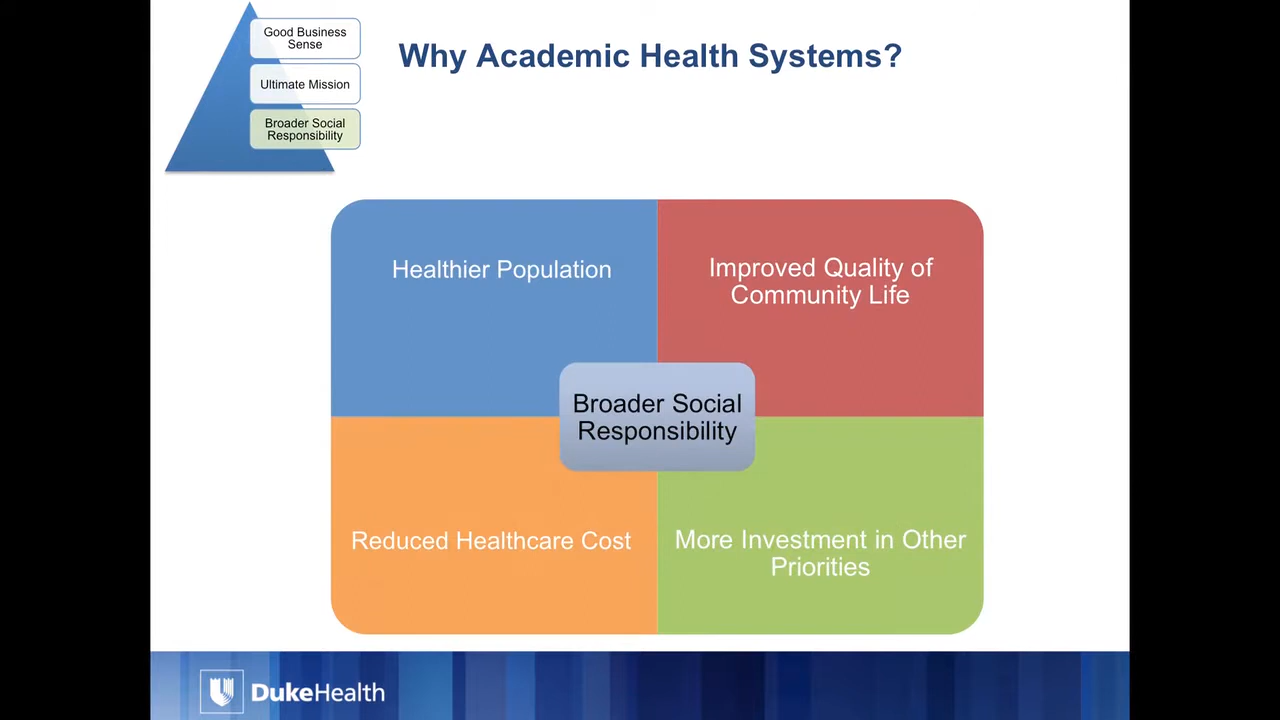 Good Business
Sense
Why Academic Health Systems?
Ultimate Mission
Broader Social
Responsibility
Healthier Population
Improved Quality of
Community Life
Broader Social
Responsibility
Reduced Healthcare Cost
More Investment in Other
Priorities
DukeHealth